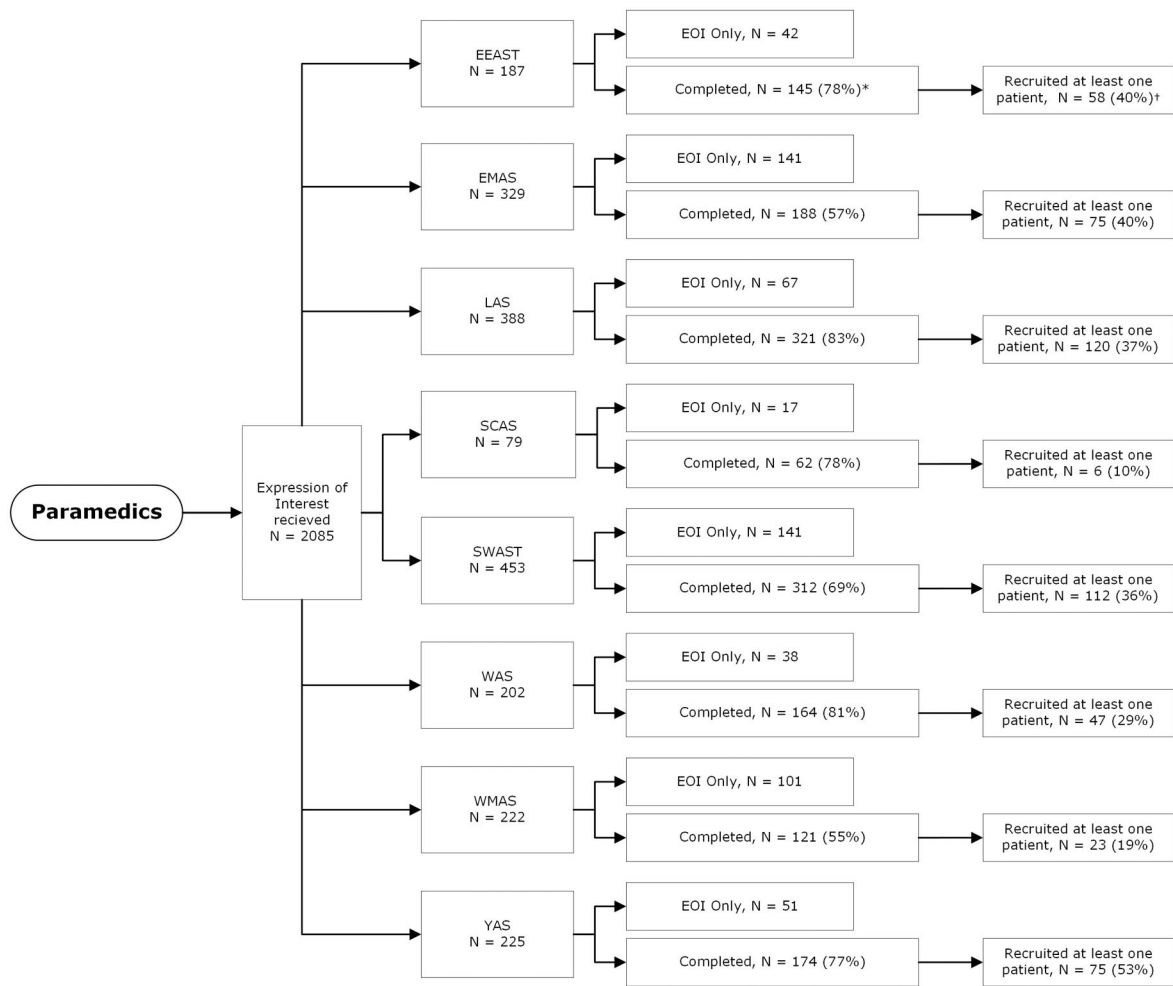 Paramedics
Expression of
Interest
recieved
N = 2085
EEAST
N = 187
EOI Only, N = 42
Completed, N = 145 (78%)*
Recruited at least one
patient,  N = 58 (40%)†
EMAS
N = 329
EOI Only, N = 141
Completed, N = 188 (57%)
Recruited at least one
patient, N = 75 (40%)
LAS
N = 388
EOI Only, N = 67
Completed, N = 321 (83%)
Recruited at least one
patient, N = 120 (37%)
SCAS
N = 79
EOI Only, N = 17
Completed, N = 62 (78%)
Recruited at least one
patient, N = 6 (10%)
SWAST
N = 453
EOI Only, N = 141
Completed, N = 312 (69%)
Recruited at least one
patient, N = 112 (36%)
WAS
N = 202
EOI Only, N = 38
Completed, N = 164 (81%)
Recruited at least one
patient, N = 47 (29%)
WMAS
N = 222
EOI Only, N = 101
Completed, N = 121 (55%)
Recruited at least one
patient, N = 23 (19%)
YAS
N = 225
EOI Only, N = 51
Completed, N = 174 (77%)
Recruited at least one
patient, N = 75 (53%)